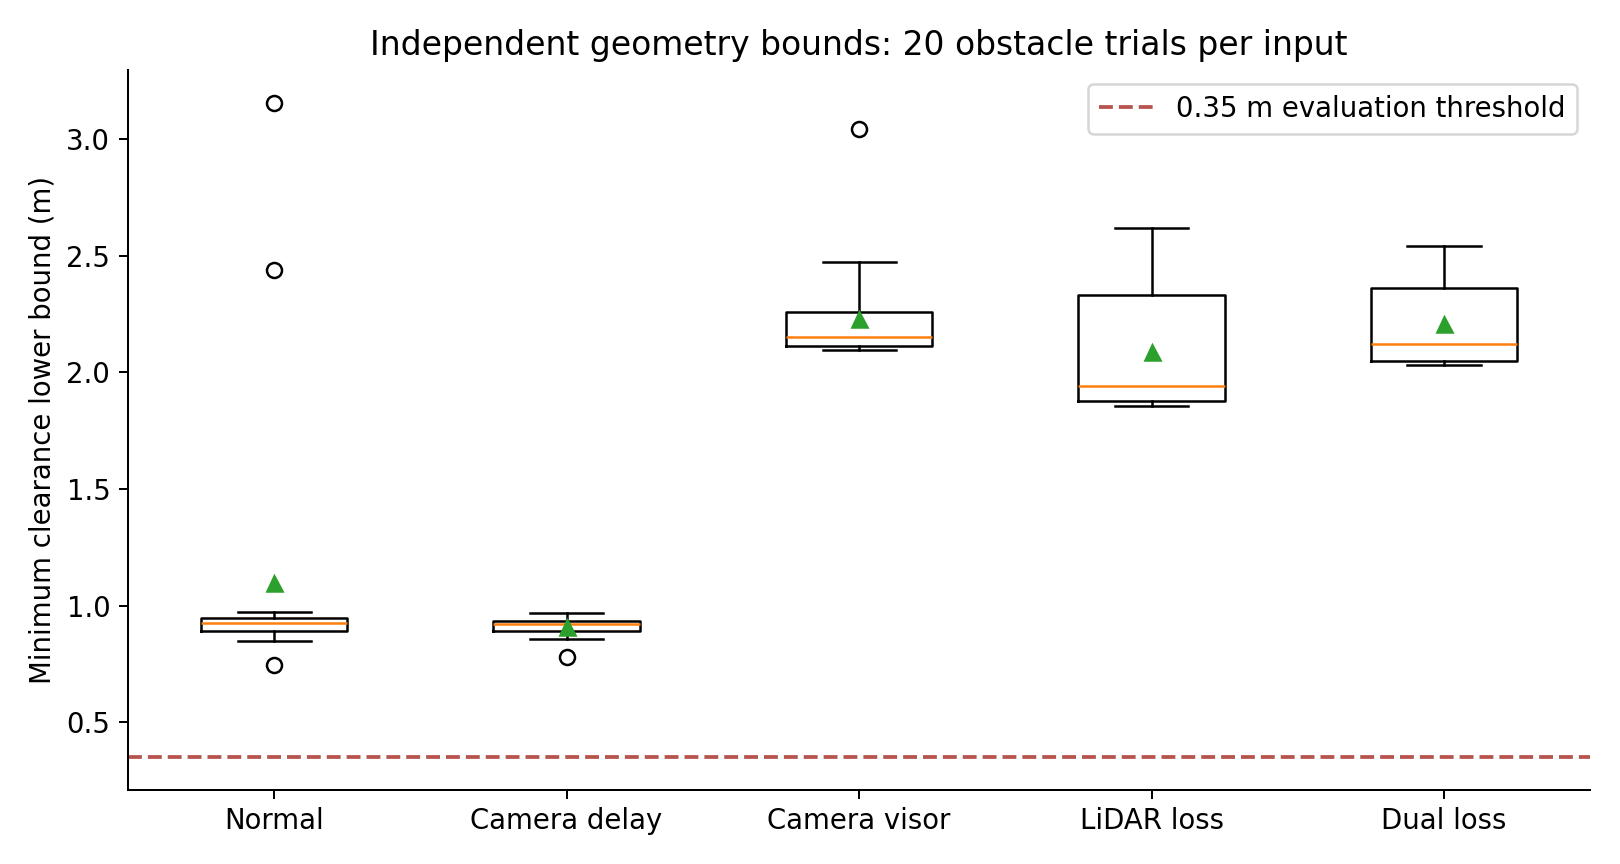 Independent geometry bounds: 20 obstacle trials per input
0.35 m evaluation threshold
Minimum clearance lower bound (m)
3.0
2.5
2.0
1.5
1.0
0.5
Normal
Camera delay
Camera visor
LiDAR loss
Dual loss